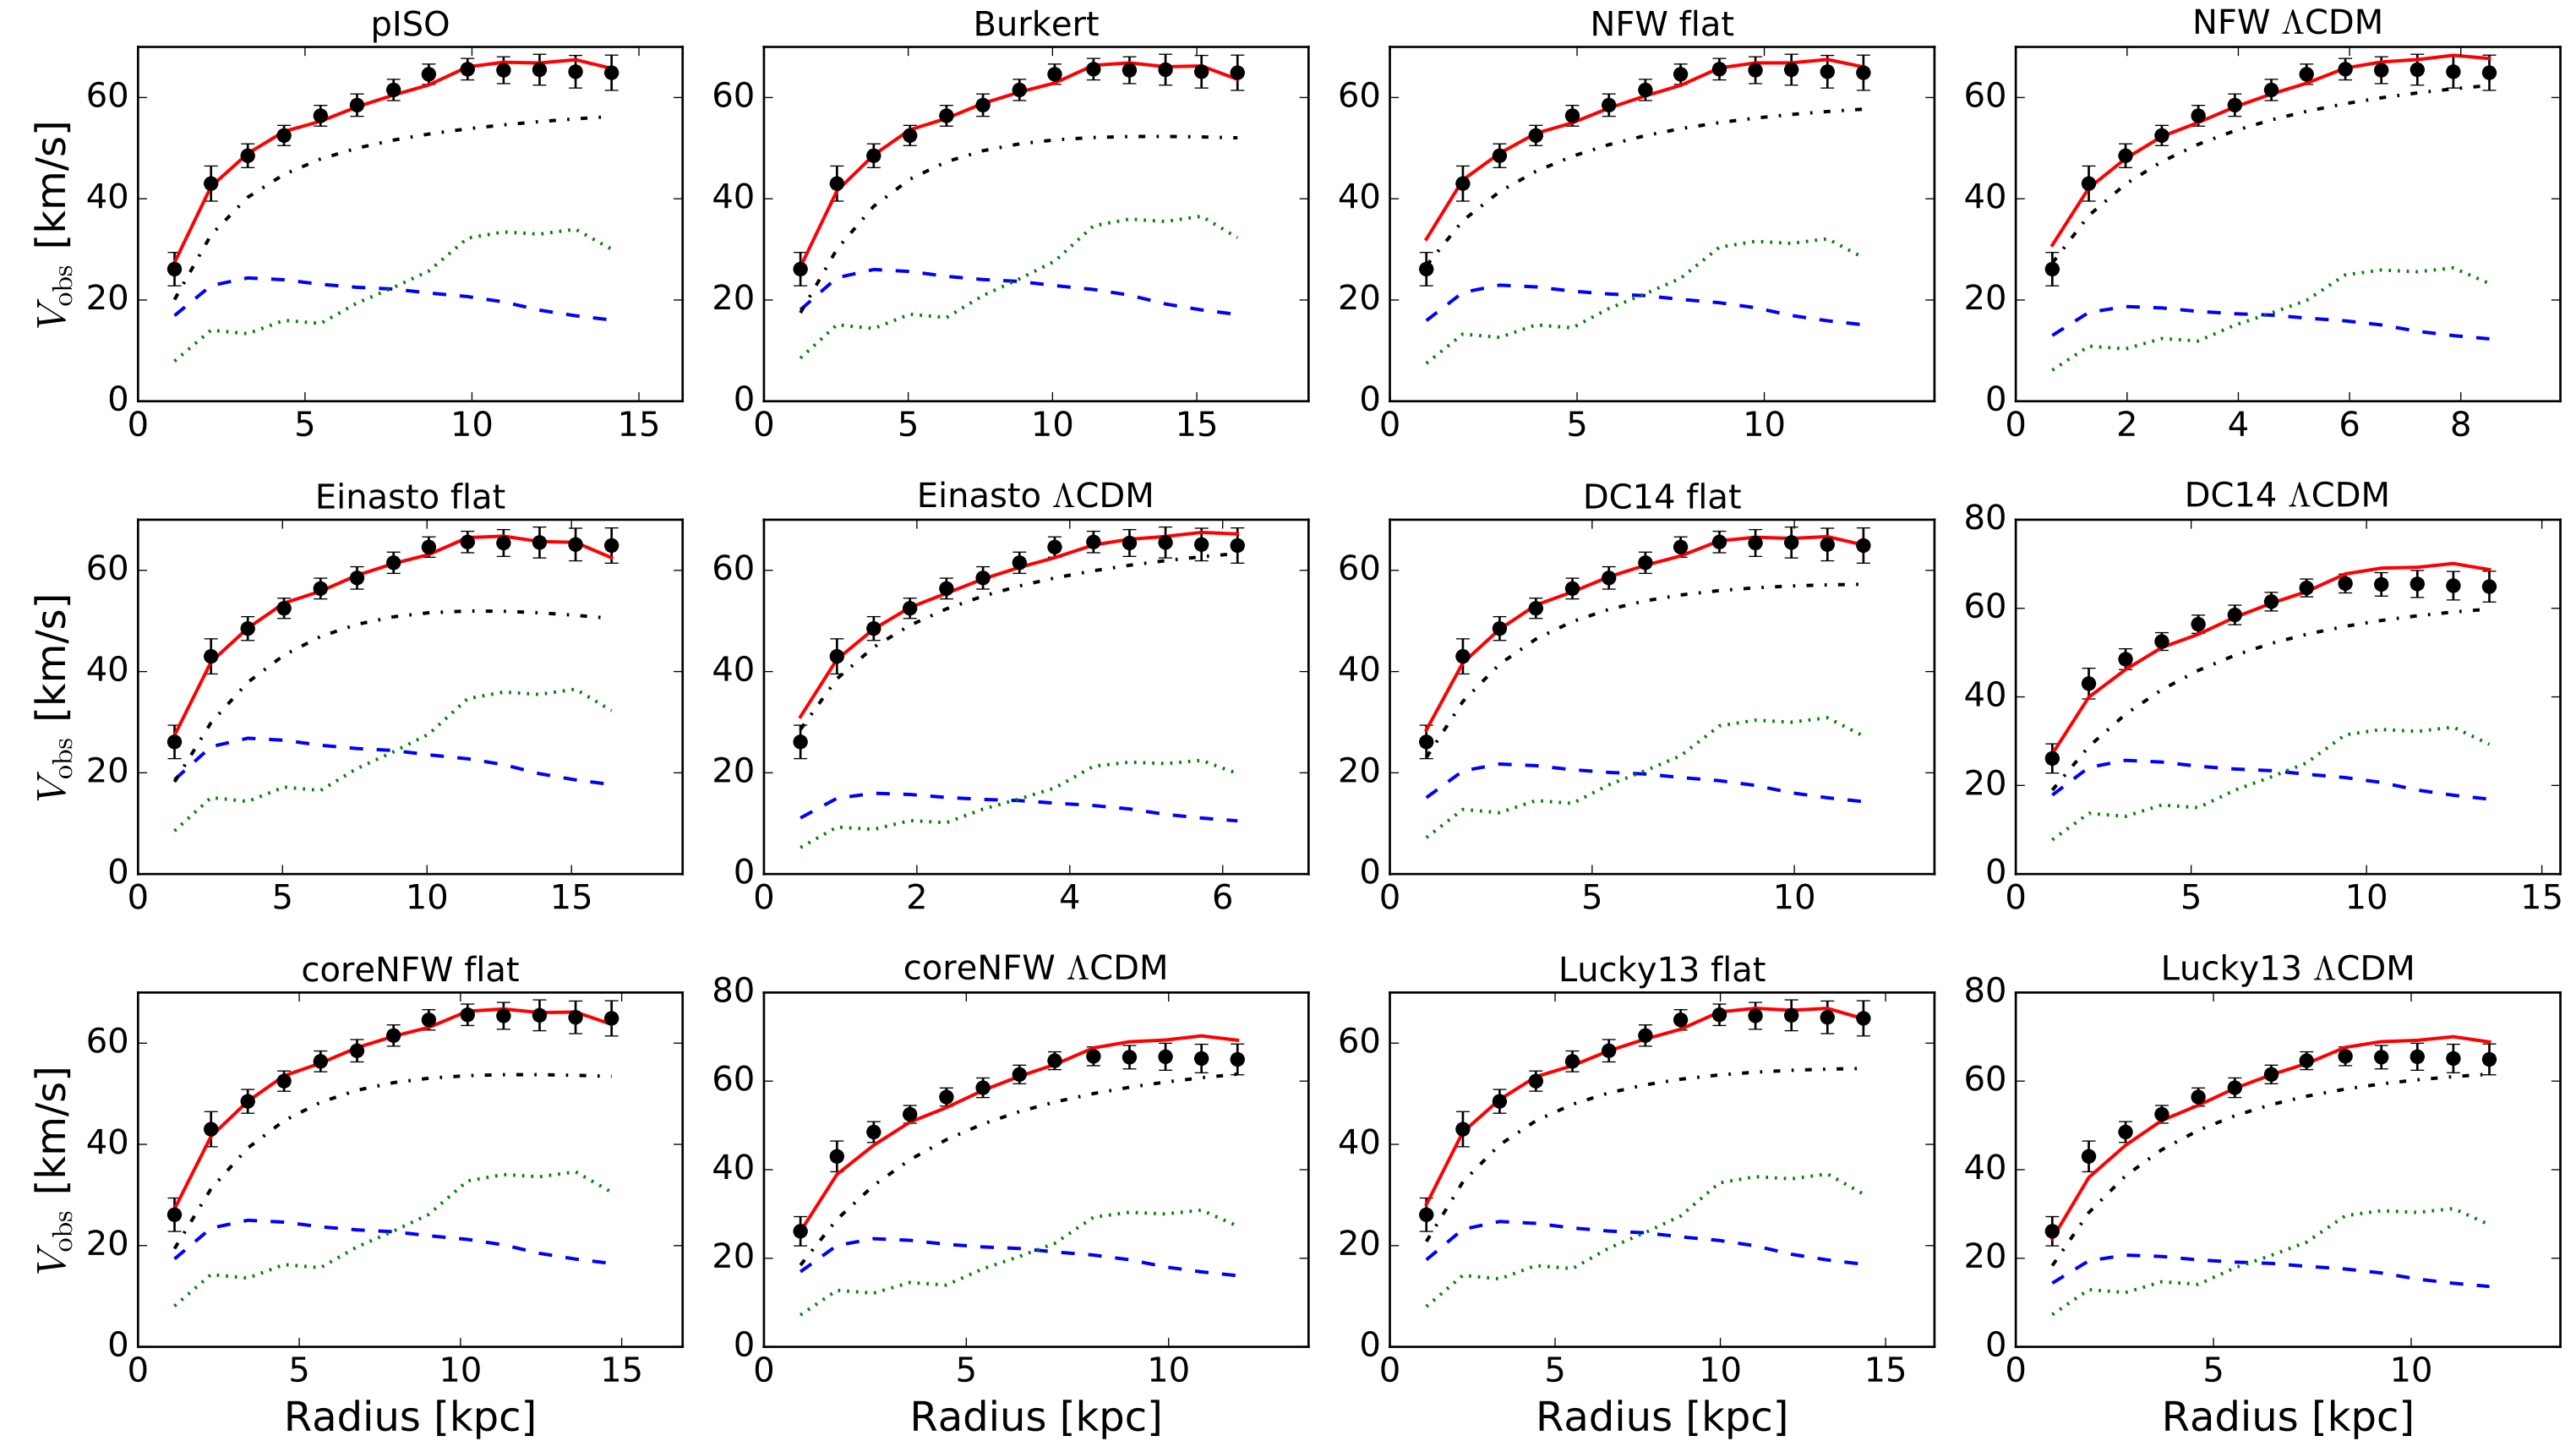 pISO
Burkert
NFW flat
NFW ΛCDM
V_obs [km/s]
60
40
20
0
0 5 10 15
60
40
20
0
0 5 10 15
60
40
20
0
0 5 10
60
40
20
0
0 2 4 6 8
Einasto flat
Einasto ΛCDM
DC14 flat
DC14 ΛCDM
V_obs [km/s]
60
40
20
0
0 5 10 15
60
40
20
0
0 2 4 6
60
40
20
0
0 5 10
80
60
40
20
0
0 5 10 15
coreNFW flat
coreNFW ΛCDM
Lucky13 flat
Lucky13 ΛCDM
V_obs [km/s]
60
40
20
0
0 5 10 15
80
60
40
20
0
0 5 10
60
40
20
0
0 5 10 15
80
60
40
20
0
0 5 10
Radius [kpc]
Radius [kpc]
Radius [kpc]
Radius [kpc]